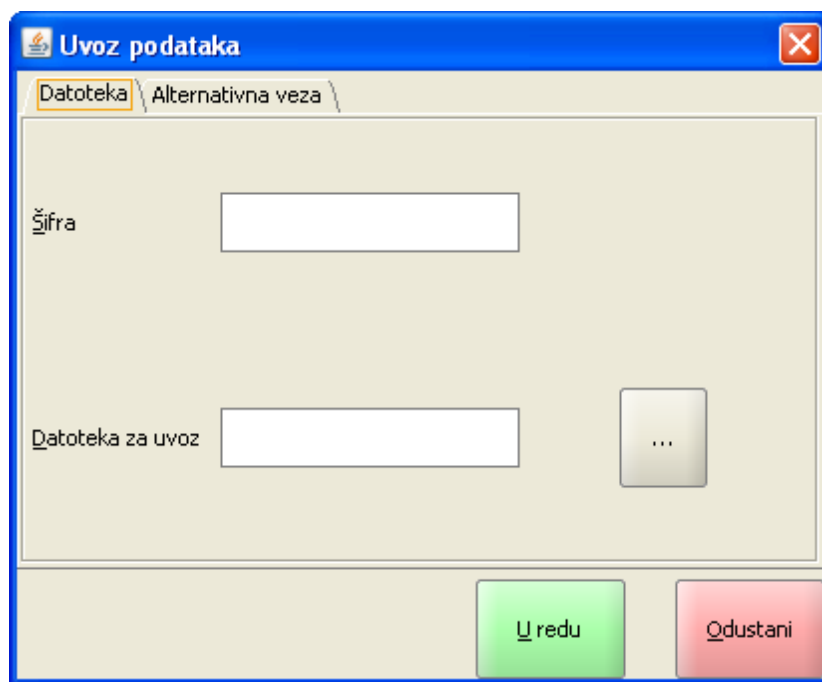 Uvoz podataka
Datoteka Alternativna veza
Šifra
Datoteka za uvoz ...
U redu Odustani